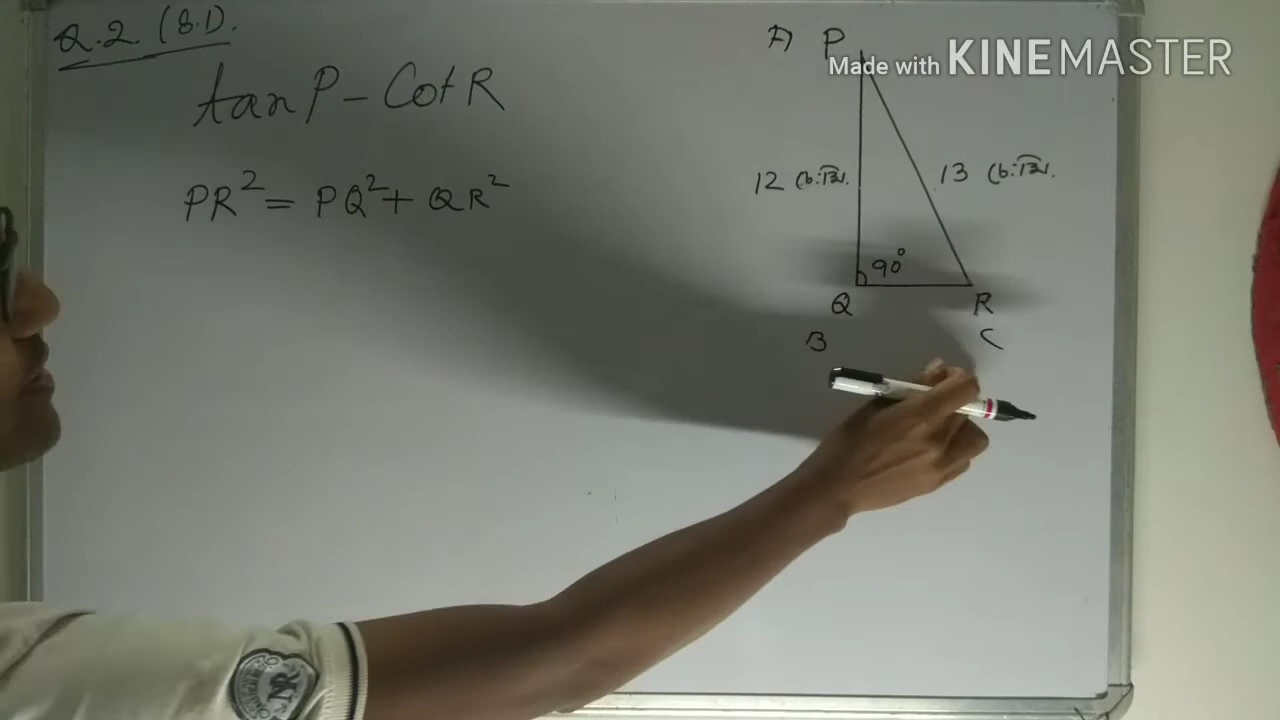 Q.2. (8.1).
tan P - Cot R
PR² = PQ² + QR²
A P
Made with KINEMASTER
12 સે.મી.
13 સે.મી.
90°
Q R
B C